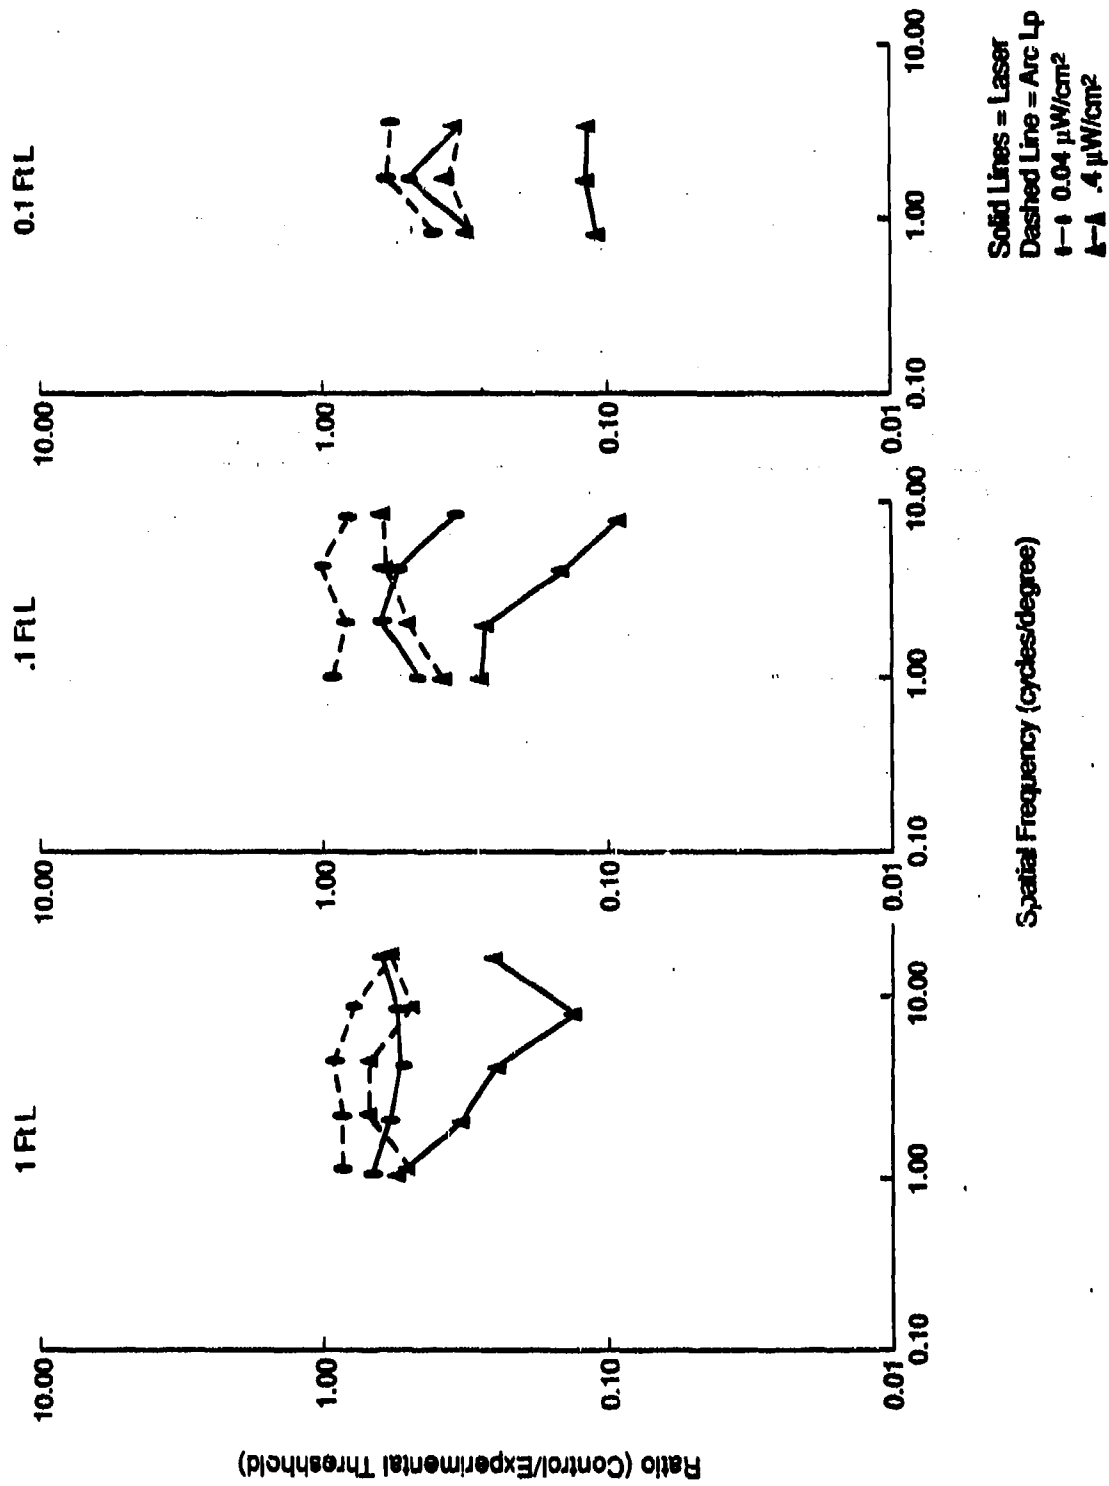 1 Ft L
.1 Ft L
0.1 Ft L
Ratio (Control/Experimental Threshhold)
10.00
1.00
0.10
0.01
10.00
1.00
0.10
0.01
10.00
1.00
0.10
0.01
0.10 1.00 10.00
0.10 1.00 10.00
0.10 1.00 10.00
Spatial Frequency (cycles/degree)
Solid Lines = Laser
Dashed Line = Arc Lp
0.04 µW/cm²
.4 µW/cm²